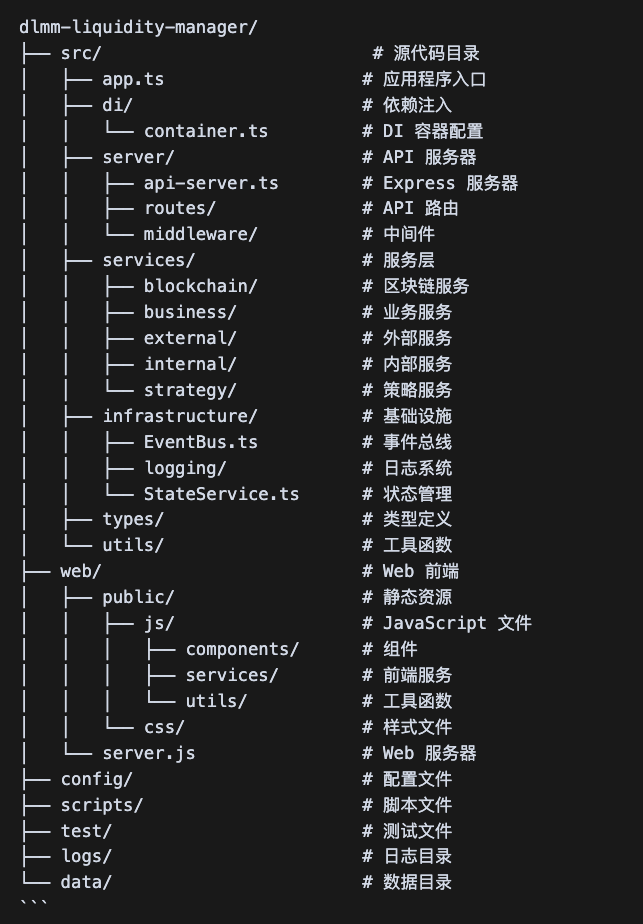 dlmm-liquidity-manager/
├── src/                          # 源代码目录
│   ├── app.ts                   # 应用程序入口
│   ├── di/                      # 依赖注入
│   │   └── container.ts         # DI 容器配置
│   ├── server/                  # API 服务器
│   │   ├── api-server.ts        # Express 服务器
│   │   ├── routes/              # API 路由
│   │   └── middleware/          # 中间件
│   ├── services/                # 服务层
│   │   ├── blockchain/          # 区块链服务
│   │   ├── business/            # 业务服务
│   │   ├── external/            # 外部服务
│   │   ├── internal/            # 内部服务
│   │   └── strategy/            # 策略服务
│   ├── infrastructure/          # 基础设施
│   │   ├── EventBus.ts          # 事件总线
│   │   ├── logging/             # 日志系统
│   │   └── StateService.ts      # 状态管理
│   ├── types/                   # 类型定义
│   └── utils/                   # 工具函数
├── web/                         # Web 前端
│   ├── public/                  # 静态资源
│   │   ├── js/                  # JavaScript 文件
│   │   │   ├── components/      # 组件
│   │   │   ├── services/        # 前端服务
│   │   │   └── utils/           # 工具函数
│   │   └── css/                 # 样式文件
│   └── server.js                # Web 服务器
├── config/                      # 配置文件
├── scripts/                     # 脚本文件
├── test/                        # 测试文件
├── logs/                        # 日志目录
└── data/                        # 数据目录
```